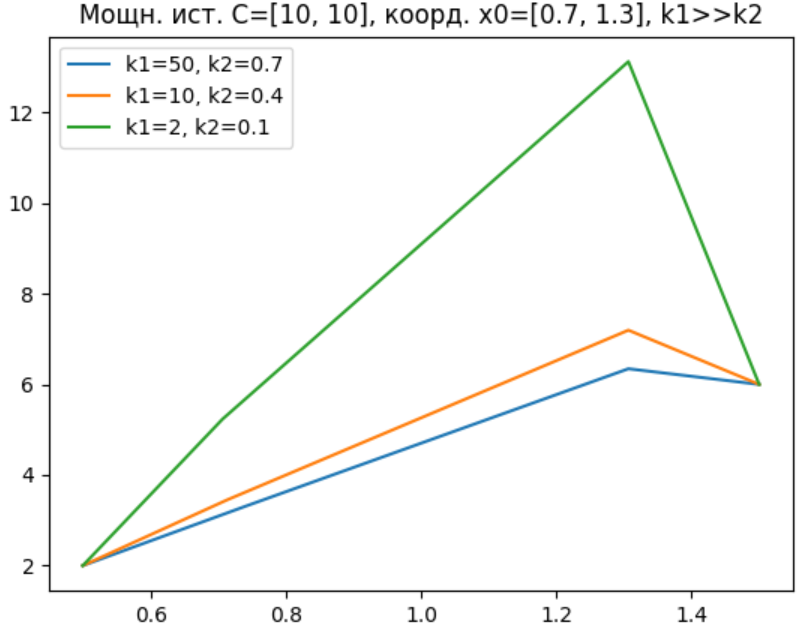 Мощн. ист. C=[10, 10], коорд. x0=[0.7, 1.3], k1>>k2
k1=50, k2=0.7
k1=10, k2=0.4
k1=2, k2=0.1
12
10
8
6
4
2
0.6 0.8 1.0 1.2 1.4